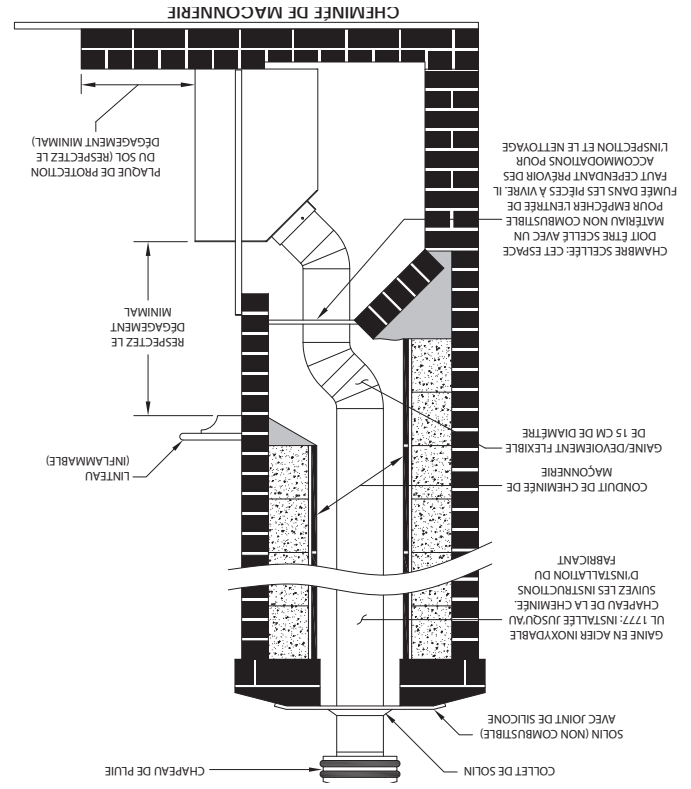 COLLET DE SOLIN
CHAPEAU DE PLUIE
SOLIN (NON COMBUSTIBLE)
AVEC JOINT DE SILICONE
GAINE EN ACIER INOXYDABLE
UL 1777: INSTALLÉE JUSQU'AU
CHAPEAU DE LA CHEMINÉE.
SUIVEZ LES INSTRUCTIONS
D'INSTALLATION DU
FABRICANT
CONDUIT DE CHEMINÉE DE
MAÇONNERIE
GAINE/DEVOIEMENT FLEXIBLE
DE 15 CM DE DIAMÉTRE
LINTEAU
(INFLAMMABLE)
RESPECTEZ LE
DÉGAGEMENT
MINIMAL
CHAMBRE SCELLÉE: CET ESPACE
DOIT ÊTRE SCELLÉ AVEC UN
MATÉRIAU NON COMBUSTIBLE
POUR EMPÊCHER L'ENTRÉE DE
FUMÉE DANS LES PIÈCES À VIVRE. IL
FAUT CEPENDANT PRÉVOIR DES
ACCOMMODATIONS POUR
L'INSPECTION ET LE NETTOYAGE
PLAQUE DE PROTECTION
DU SOL (RESPECTEZ LE
DÉGAGEMENT MINIMAL)
CHEMINÉE DE MAÇONNERIE